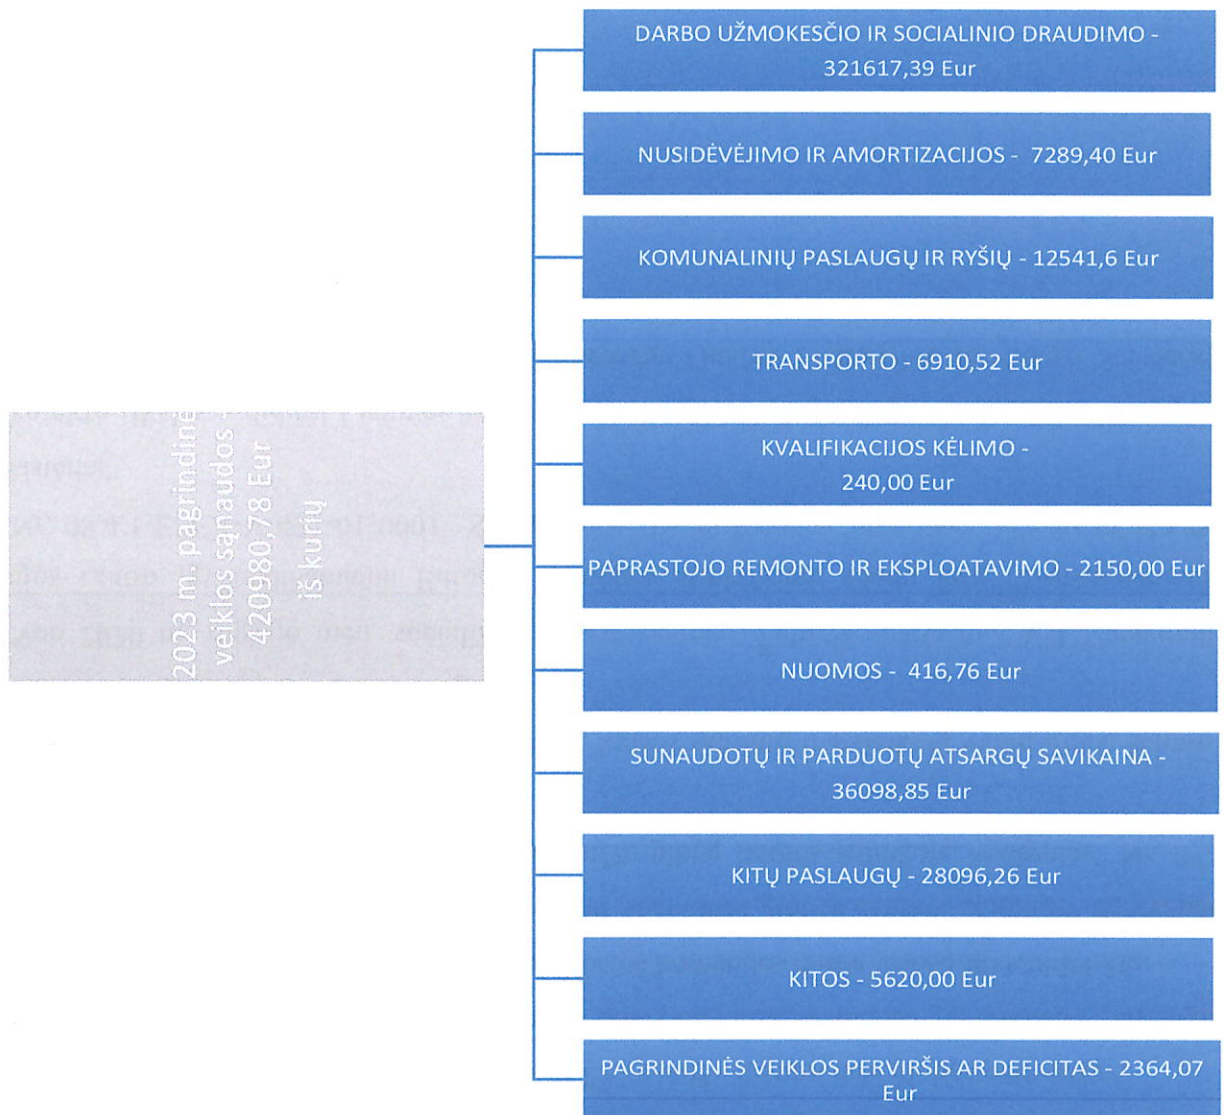 2023 m. pagrindinė
veiklos sąnaudos
420980,78 Eur
iš kurių
DARBO UŽMOKESČIO IR SOCIALINIO DRAUDIMO -
321617,39 Eur
NUSIDĖVĖJIMO IR AMORTIZACIJOS - 7289,40 Eur
KOMUNALINIŲ PASLAUGŲ IR RYŠIŲ - 12541,6 Eur
TRANSPORTO - 6910,52 Eur
KVALIFIKACIJOS KĖLIMO -
240,00 Eur
PAPRASTOJO REMONTO IR EKSPLOATAVIMO - 2150,00 Eur
NUOMOS - 416,76 Eur
SUNAUDOTŲ IR PARDUOTŲ ATSARGŲ SAVIKAINA -
36098,85 Eur
KITŲ PASLAUGŲ - 28096,26 Eur
KITOS - 5620,00 Eur
PAGRINDINĖS VEIKLOS PERVIRŠIS AR DEFICITAS - 2364,07
Eur